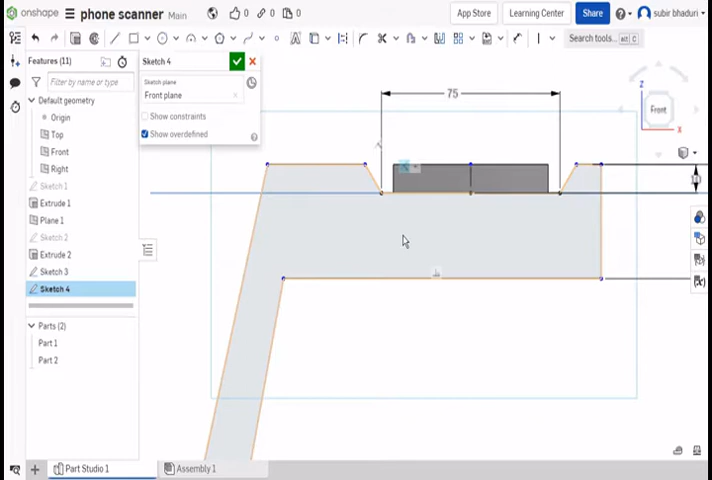 onshape phone scanner Main 0 0 0 App Store Learning Center Share subir bhaduri
Search tools... alt C
Features (11)
Filter by name or type
Default geometry
Origin
Top
Front
Right
Sketch 1
Extrude 1
Plane 1
Sketch 2
Extrude 2
Sketch 3
Sketch 4
Parts (2)
Part 1
Part 2
Sketch 4
Sketch plane
Front plane
Show constraints
Show overdefined
75
Z
Front
X
Part Studio 1
Assembly 1